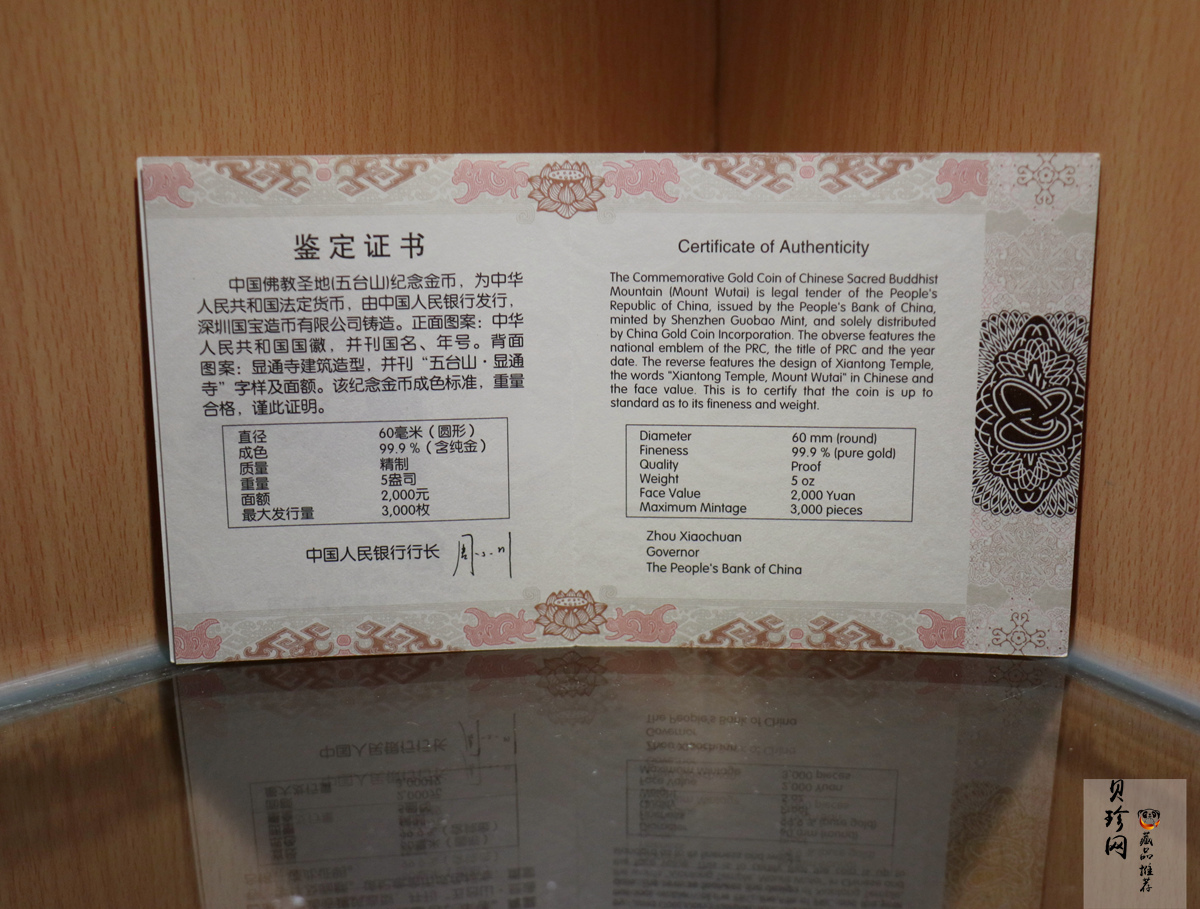 鉴定证书
中国佛教圣地(五台山)纪念金币，为中华
人民共和国法定货币，由中国人民银行发行，
深圳国宝造币有限公司铸造。正面图案：中华
人民共和国国徽，并刊国名、年号。背面
图案：显通寺建筑造型，并刊“五台山·显通
寺”字样及面额。该纪念金币成色标准，重量
合格，谨此证明。
直径 60毫米（圆形）
成色 99.9％（含纯金）
质量 精制
重量 5盎司
面额 2,000元
最大发行量 3,000枚
中国人民银行行长 周小川
Certificate of Authenticity
The Commemorative Gold Coin of Chinese Sacred Buddhist
Mountain (Mount Wutai) is legal tender of the People's
Republic of China, issued by the People's Bank of China,
minted by Shenzhen Guobao Mint, and solely distributed
by China Gold Coin Incorporation. The obverse features the
national emblem of the PRC, the title of PRC and the year
date. The reverse features the design of Xiantong Temple,
the words "Xiantong Temple, Mount Wutai" in Chinese and
the face value. This is to certify that the coin is up to
standard as to its fineness and weight.
Diameter 60 mm (round)
Fineness 99.9 % (pure gold)
Quality Proof
Weight 5 oz
Face Value 2,000 Yuan
Maximum Mintage 3,000 pieces
Zhou Xiaochuan
Governor
The People's Bank of China
贝珍网
藏品推荐